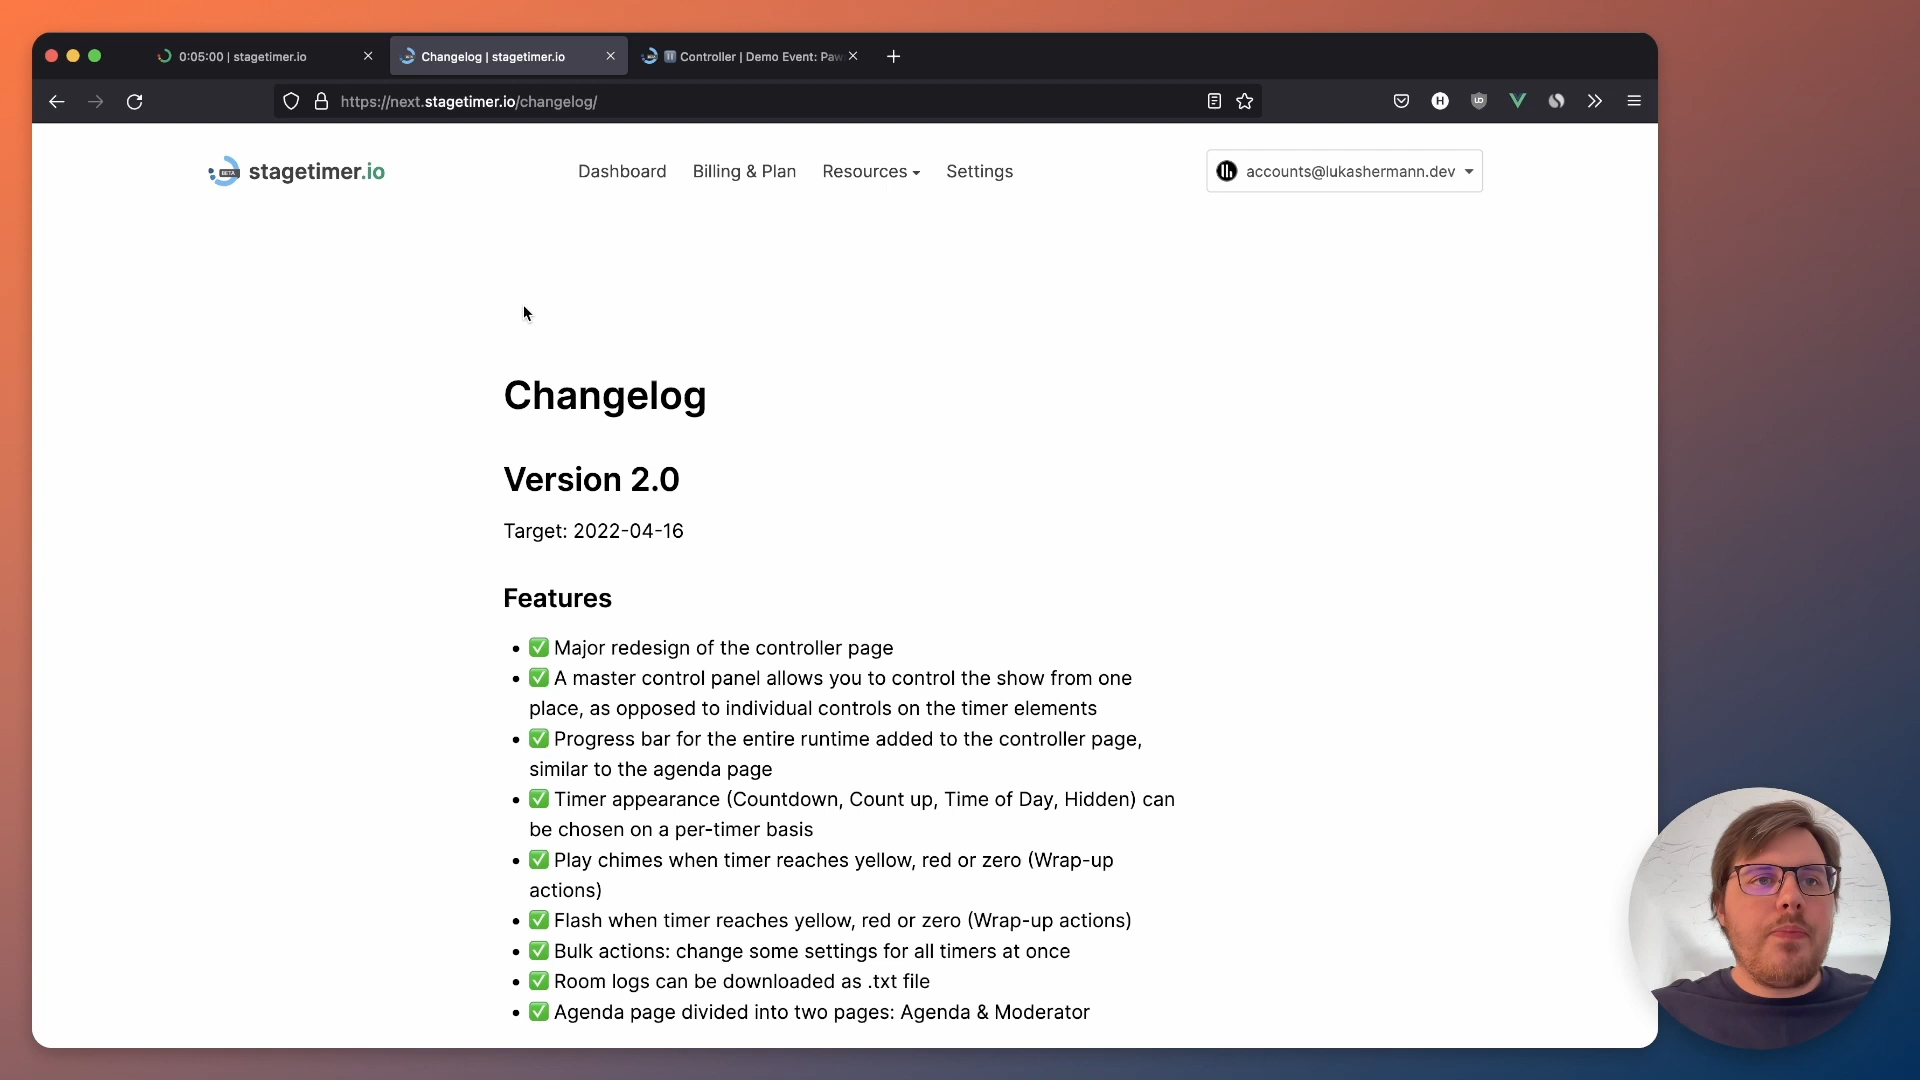 0:05:00 | stagetimer.io
Changelog | stagetimer.io
Controller | Demo Event: Paw
https://next.stagetimer.io/changelog/
BETA stagetimer.io
Dashboard
Billing & Plan
Resources
Settings
accounts@lukashermann.dev
Changelog
Version 2.0
Target: 2022-04-16
Features
• ✅ Major redesign of the controller page
• ✅ A master control panel allows you to control the show from one
place, as opposed to individual controls on the timer elements
• ✅ Progress bar for the entire runtime added to the controller page,
similar to the agenda page
• ✅ Timer appearance (Countdown, Count up, Time of Day, Hidden) can
be chosen on a per-timer basis
• ✅ Play chimes when timer reaches yellow, red or zero (Wrap-up
actions)
• ✅ Flash when timer reaches yellow, red or zero (Wrap-up actions)
• ✅ Bulk actions: change some settings for all timers at once
• ✅ Room logs can be downloaded as .txt file
• ✅ Agenda page divided into two pages: Agenda & Moderator